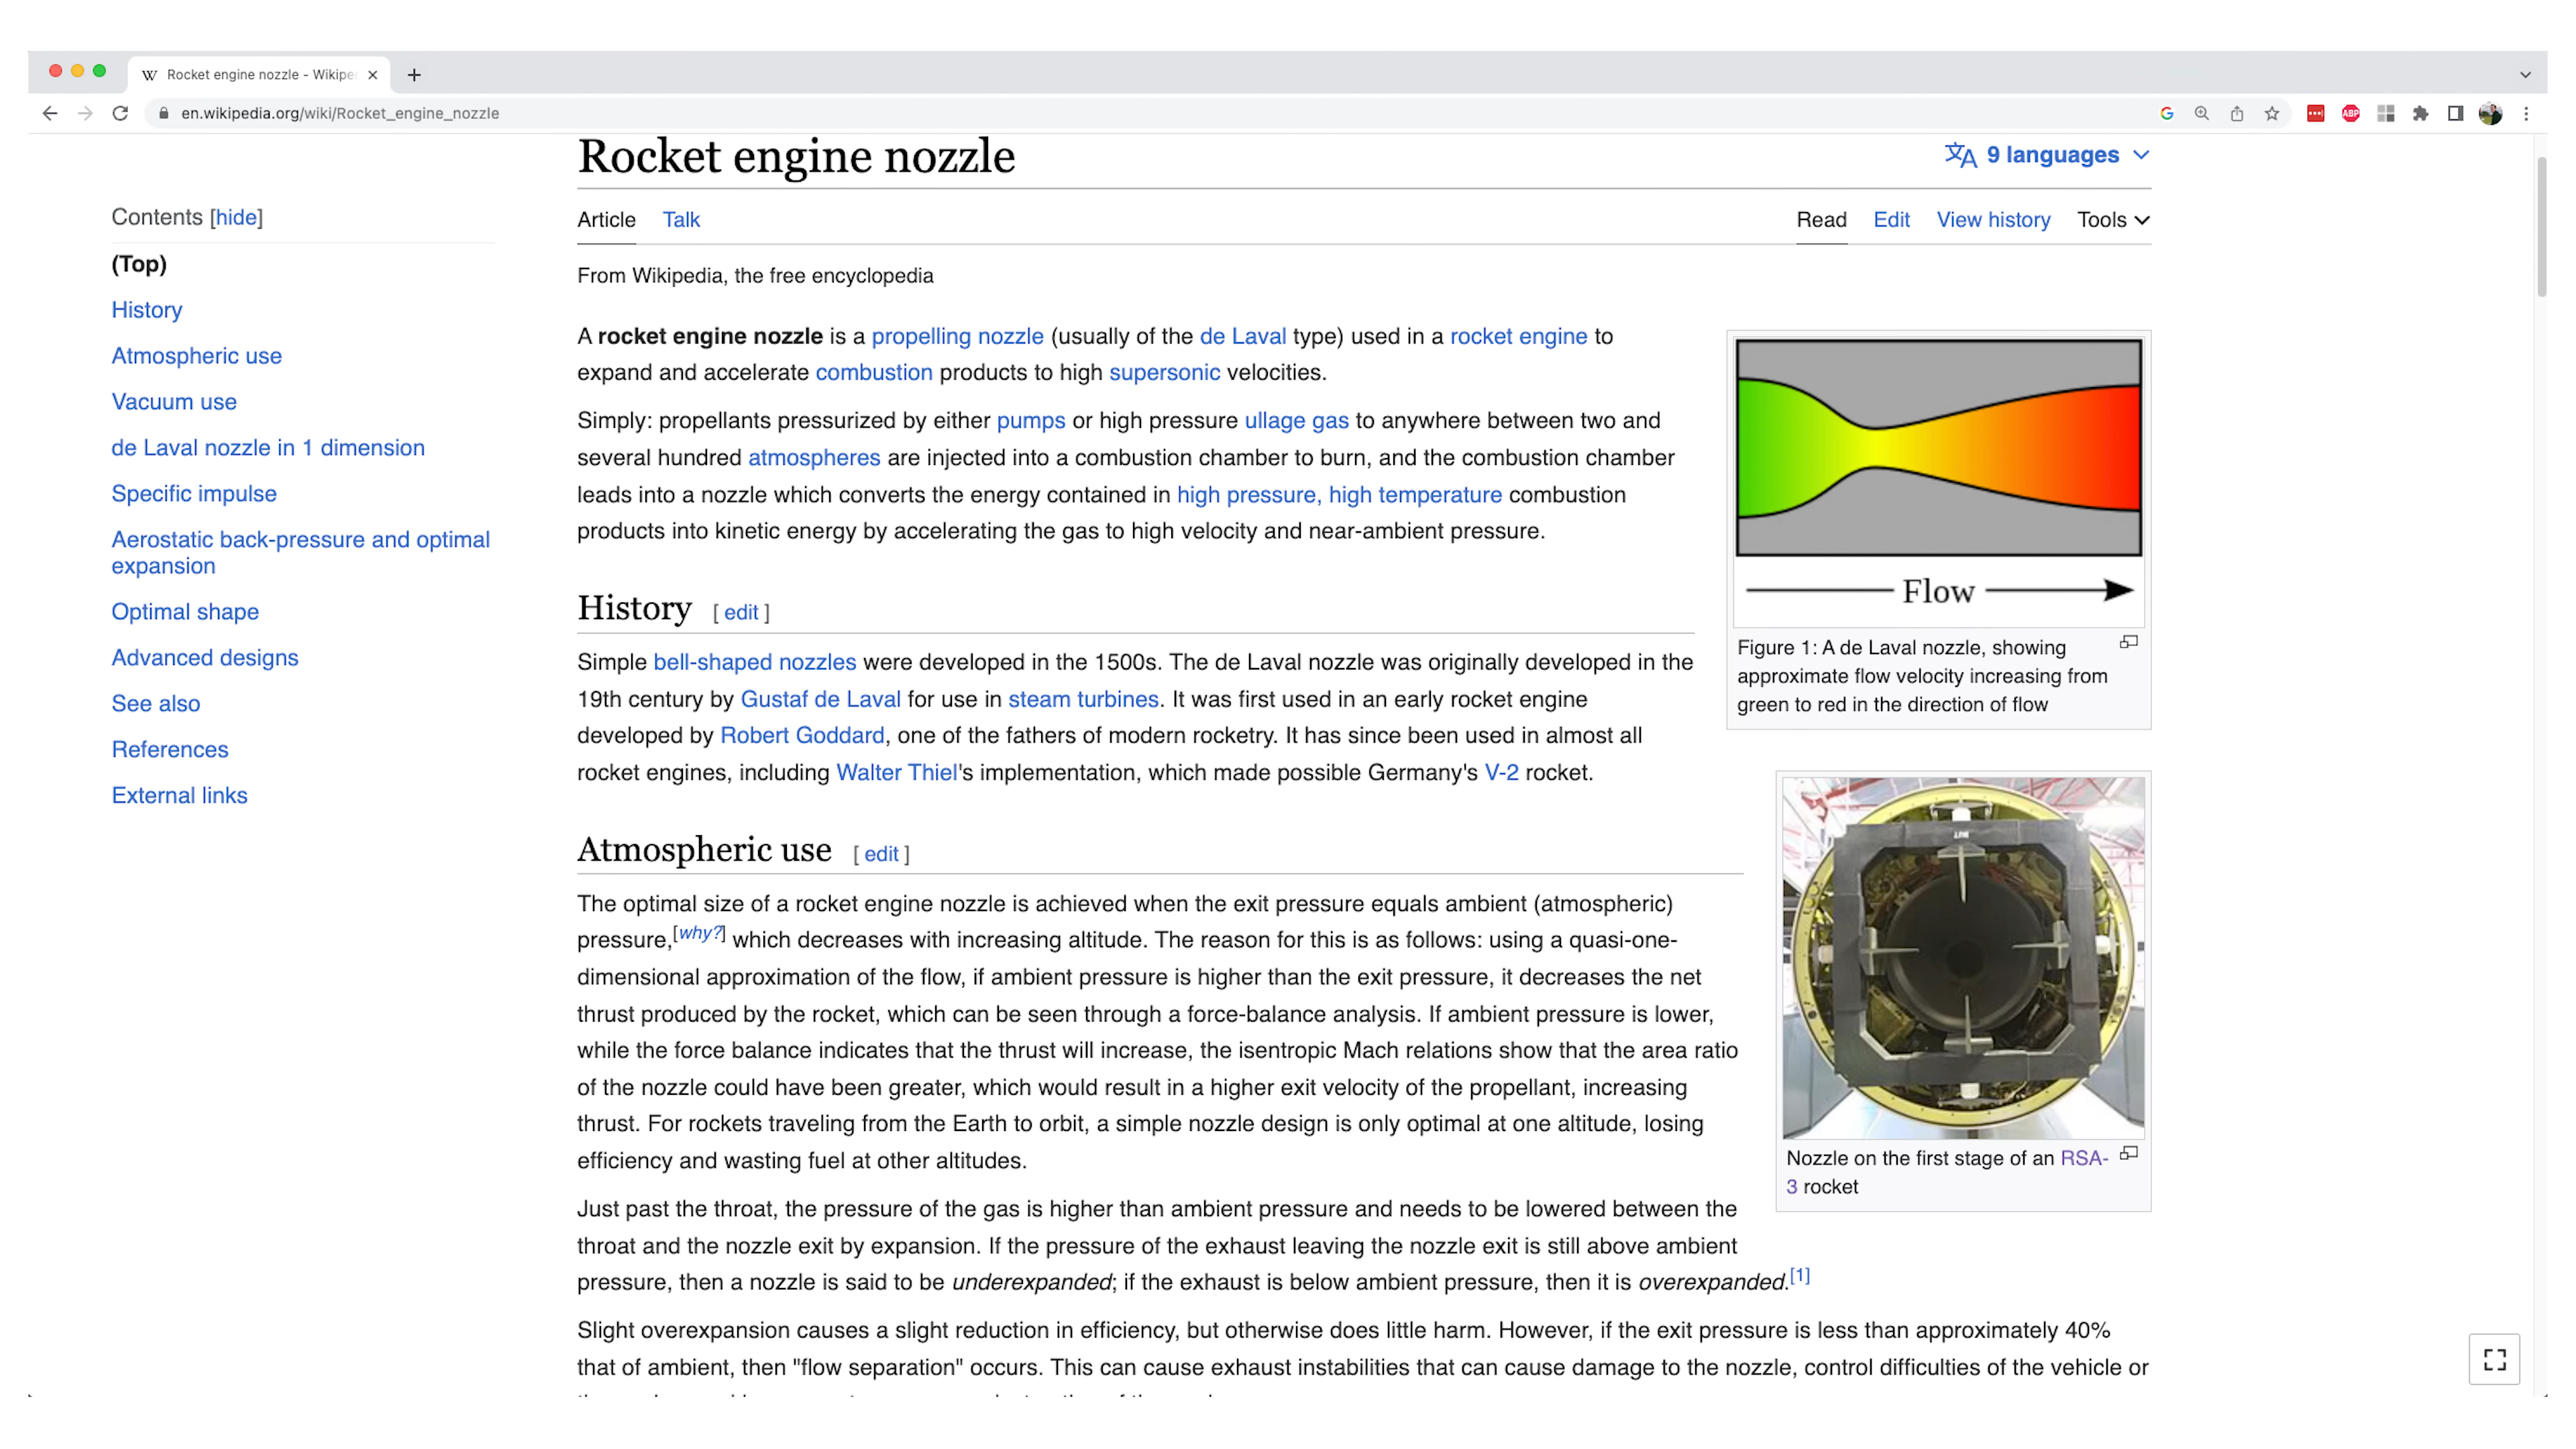 Rocket engine nozzle - Wikipe
en.wikipedia.org/wiki/Rocket_engine_nozzle
ABP
Rocket engine nozzle
9 languages
Contents [hide]
(Top)
History
Atmospheric use
Vacuum use
de Laval nozzle in 1 dimension
Specific impulse
Aerostatic back-pressure and optimal
expansion
Optimal shape
Advanced designs
See also
References
External links
Article Talk
Read Edit View history Tools
From Wikipedia, the free encyclopedia
A rocket engine nozzle is a propelling nozzle (usually of the de Laval type) used in a rocket engine to
expand and accelerate combustion products to high supersonic velocities.
Simply: propellants pressurized by either pumps or high pressure ullage gas to anywhere between two and
several hundred atmospheres are injected into a combustion chamber to burn, and the combustion chamber
leads into a nozzle which converts the energy contained in high pressure, high temperature combustion
products into kinetic energy by accelerating the gas to high velocity and near-ambient pressure.
Flow
Figure 1: A de Laval nozzle, showing
approximate flow velocity increasing from
green to red in the direction of flow
History [ edit ]
Simple bell-shaped nozzles were developed in the 1500s. The de Laval nozzle was originally developed in the
19th century by Gustaf de Laval for use in steam turbines. It was first used in an early rocket engine
developed by Robert Goddard, one of the fathers of modern rocketry. It has since been used in almost all
rocket engines, including Walter Thiel's implementation, which made possible Germany's V-2 rocket.
Nozzle on the first stage of an RSA-
3 rocket
Atmospheric use [ edit ]
The optimal size of a rocket engine nozzle is achieved when the exit pressure equals ambient (atmospheric)
pressure,[why?] which decreases with increasing altitude. The reason for this is as follows: using a quasi-one-
dimensional approximation of the flow, if ambient pressure is higher than the exit pressure, it decreases the net
thrust produced by the rocket, which can be seen through a force-balance analysis. If ambient pressure is lower,
while the force balance indicates that the thrust will increase, the isentropic Mach relations show that the area ratio
of the nozzle could have been greater, which would result in a higher exit velocity of the propellant, increasing
thrust. For rockets traveling from the Earth to orbit, a simple nozzle design is only optimal at one altitude, losing
efficiency and wasting fuel at other altitudes.
Just past the throat, the pressure of the gas is higher than ambient pressure and needs to be lowered between the
throat and the nozzle exit by expansion. If the pressure of the exhaust leaving the nozzle exit is still above ambient
pressure, then a nozzle is said to be underexpanded; if the exhaust is below ambient pressure, then it is overexpanded.[1]
Slight overexpansion causes a slight reduction in efficiency, but otherwise does little harm. However, if the exit pressure is less than approximately 40%
that of ambient, then "flow separation" occurs. This can cause exhaust instabilities that can cause damage to the nozzle, control difficulties of the vehicle or